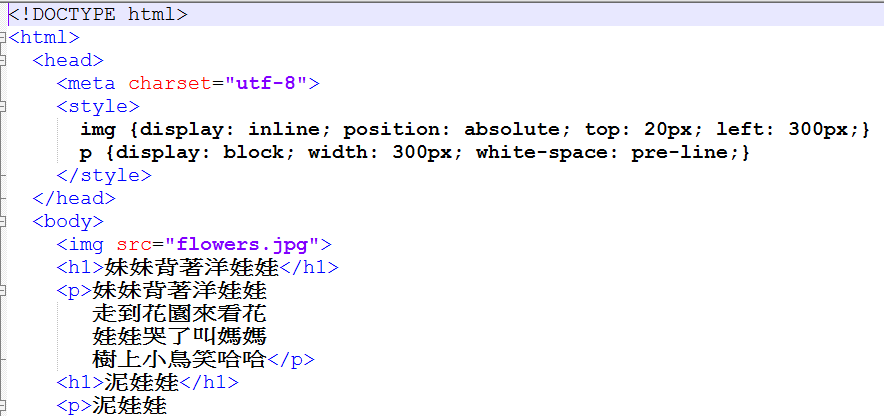 <!DOCTYPE html>
<html>
<head>
<meta charset="utf-8">
<style>
img {display: inline; position: absolute; top: 20px; left: 300px;}
p {display: block; width: 300px; white-space: pre-line;}
</style>
</head>
<body>
<img src="flowers.jpg">
<h1>妹妹背著洋娃娃</h1>
<p>妹妹背著洋娃娃
走到花園來看花
娃娃哭了叫媽媽
樹上小鳥笑哈哈</p>
<h1>泥娃娃</h1>
<p>泥娃娃